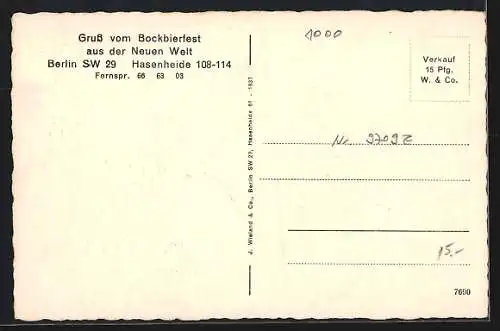 Gruß vom Bockbierfest
aus der Neuen Welt
Berlin SW 29 Hasenheide 108-114
Fernspr. 66 63 03
1000
Verkauf
15 Pfg.
W. & Co.
J. Wieland & Co., Berlin SW 29, Hasenheide 61 - 1937
Nr.
15.-
7690